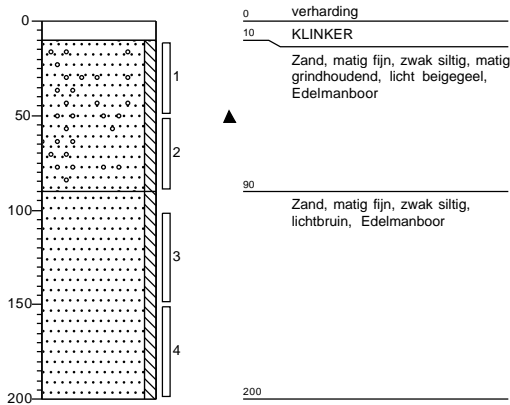 0
0
verharding
10
KLINKER
Zand, matig fijn, zwak siltig, matig
grindhoudend, licht beigegeel,
Edelmanboor
1
50
2
90
Zand, matig fijn, zwak siltig,
lichtbruin, Edelmanboor
100
3
150
4
200
200